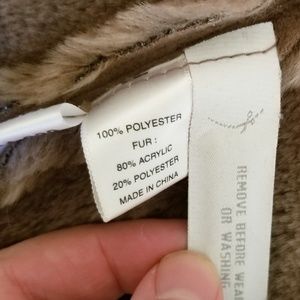 100% POLYESTER
FUR :
80% ACRYLIC
20% POLYESTER
MADE IN CHINA
REMOVE BEFORE WEA
OR WASHING